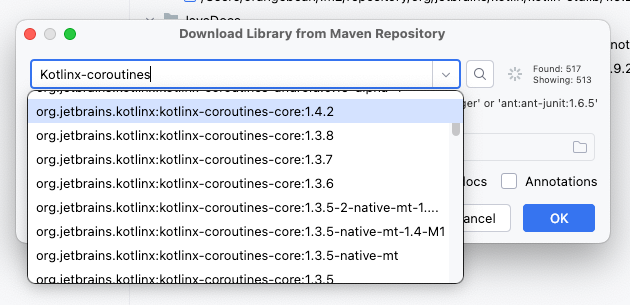 JavaDocs
Download Library from Maven Repository
Kotlinx-coroutines
Found: 517
Showing: 513
org.jetbrains.kotlinx:kotlinx-coroutines-core:1.4.2
ger' or 'ant:ant-junit:1.6.5'
org.jetbrains.kotlinx:kotlinx-coroutines-core:1.3.8
org.jetbrains.kotlinx:kotlinx-coroutines-core:1.3.7
org.jetbrains.kotlinx:kotlinx-coroutines-core:1.3.6
ocs
Annotations
org.jetbrains.kotlinx:kotlinx-coroutines-core:1.3.5-2-native-mt-1....
org.jetbrains.kotlinx:kotlinx-coroutines-core:1.3.5-native-mt-1.4-M1
ancel
OK
org.jetbrains.kotlinx:kotlinx-coroutines-core:1.3.5-native-mt
org.jetbrains.kotlinx:kotlinx-coroutines-core:1.3.5